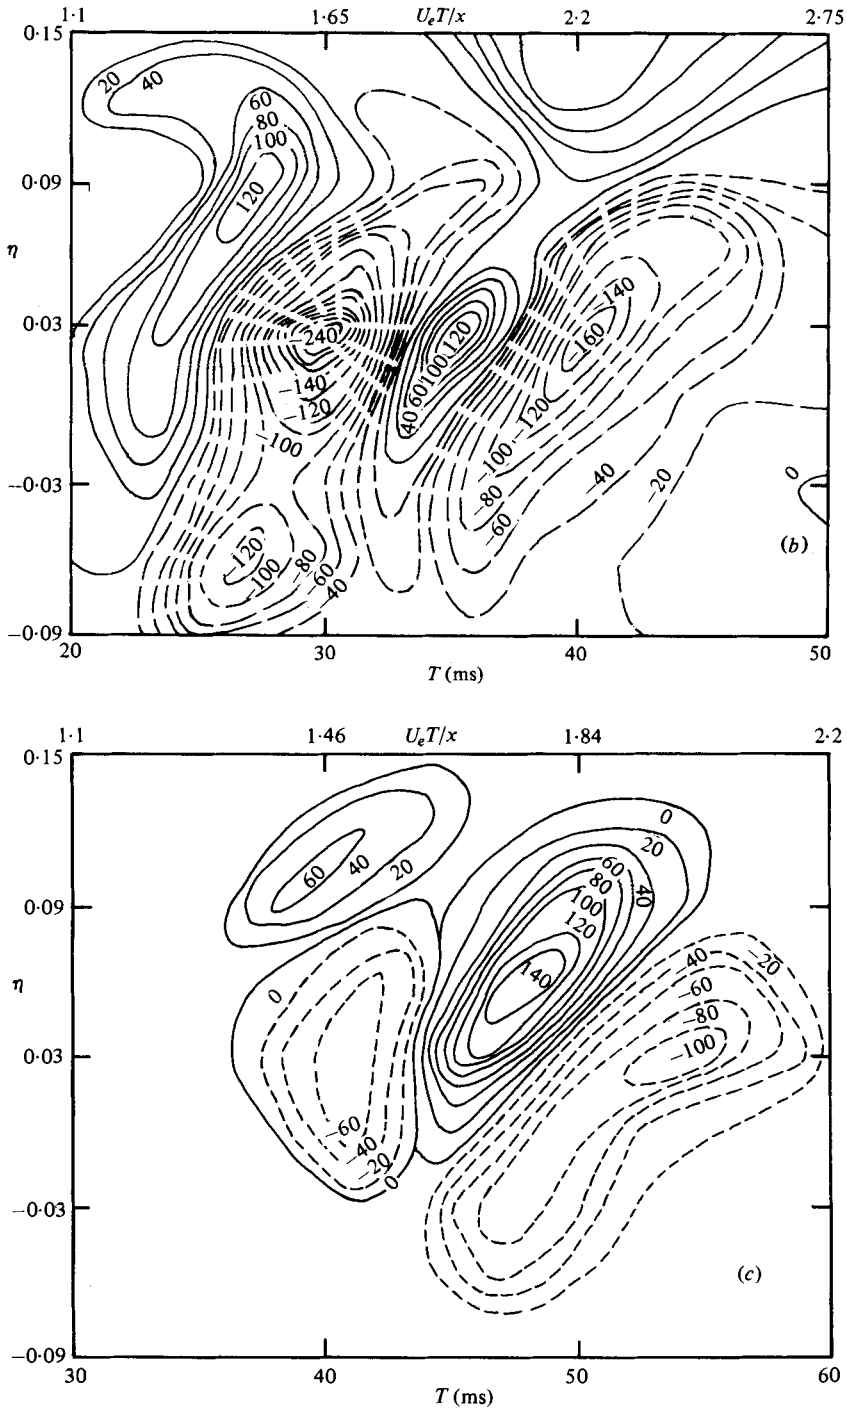 1·1 1·65 UₑT/x 2·2 2·75
0·15
20 40
60
80
100
0·09
120
η
0·03
−240 120 −140
160
−140 100
−120 60
40
−120
−100 −100
−0·03 −80 −40 −20 0
−60
(b)
−120 −80
−100 −60
−40
−0·09
20 30 40 50
T (ms)
1·1 1·46 UₑT/x 1·84 2·2
0·15
0
20
60 40 20 60
80 40
100
0·09
120
−40 −20
140
η 0 −60
−80
−100
0·03
−60
−40
−20
0
−0·03
(c)
−0·09
30 40 50 60
T (ms)